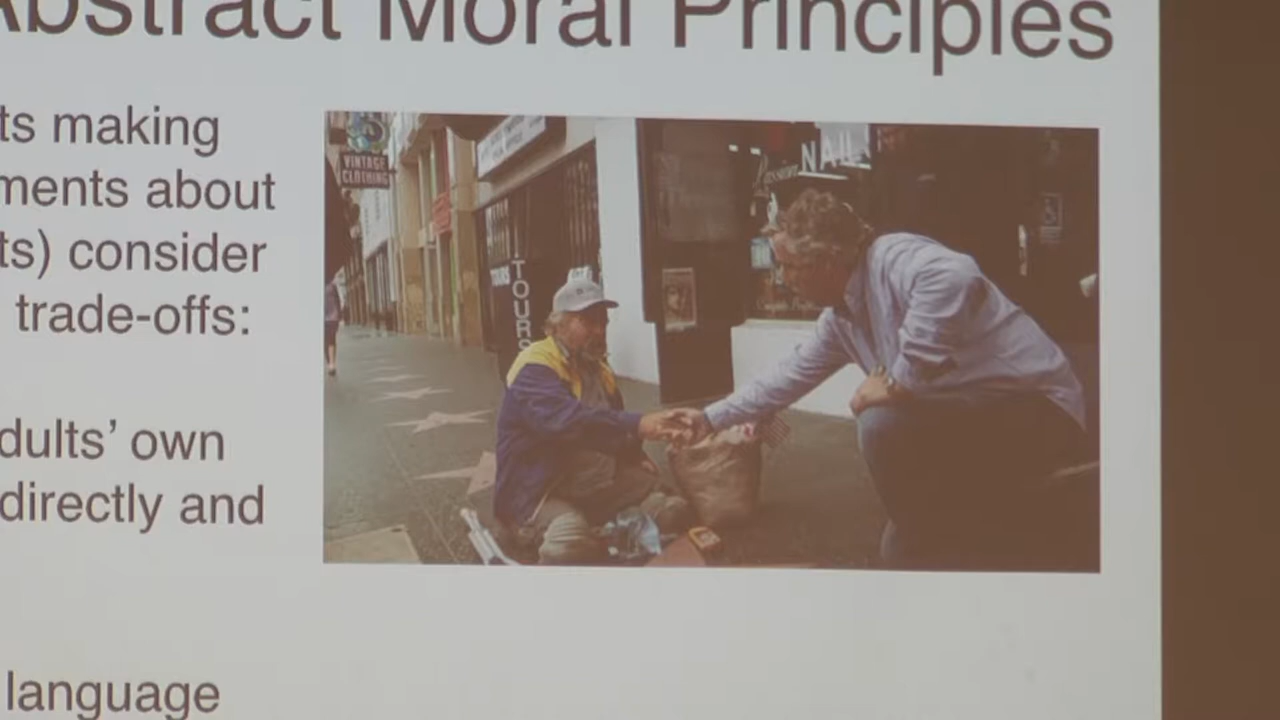 Abstract Moral Principles
ts making
ments about
ts) consider
trade-offs:
dults' own
directly and
language
VINTAGE
CLOTHING
TOURS
NAIL